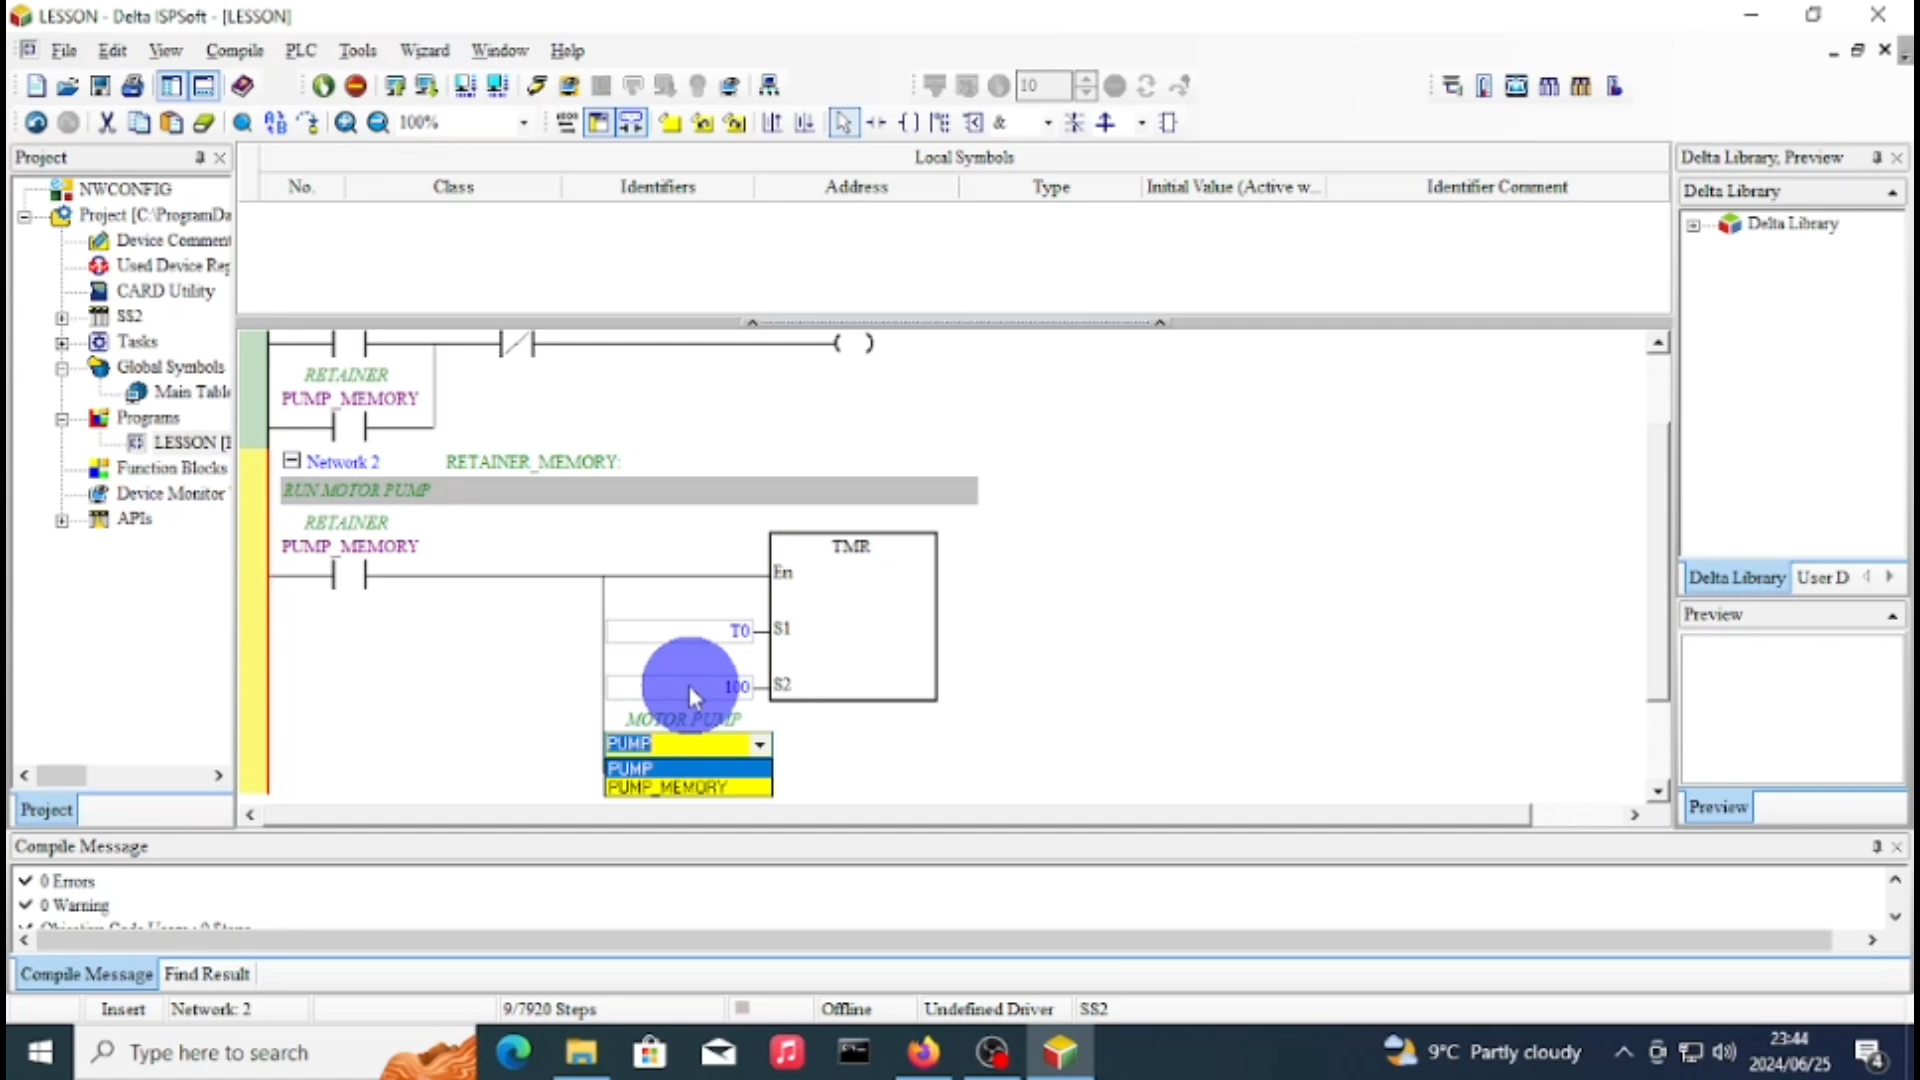 LESSON - Delta ISPSoft - [LESSON]
File Edit View Compile PLC Tools Wizard Window Help
10
100%
Project
NWCONFIG
Project [C:\ProgramDa
Device Comment
Used Device Rep
CARD Utility
SS2
Tasks
Global Symbols
Main Table
Programs
LESSON [
Function Blocks
Device Monitor
APIs
Project
Local Symbols
No. Class Identifiers Address Type Initial Value (Active w... Identifier Comment
RETAINER
PUMP_MEMORY
Network 2 RETAINER_MEMORY:
RUN MOTOR PUMP
RETAINER
PUMP_MEMORY
TMR
En
T0 S1
100 S2
MOTOR PUMP
PUMP
PUMP
PUMP_MEMORY
Delta Library, Preview
Delta Library
Delta Library
Delta Library User D
Preview
Preview
Compile Message
0 Errors
0 Warning
Compile Message Find Result
Insert Network: 2 9/7920 Steps Offline Undefined Driver SS2
Type here to search
9°C Partly cloudy
23:44
2024/06/25
4